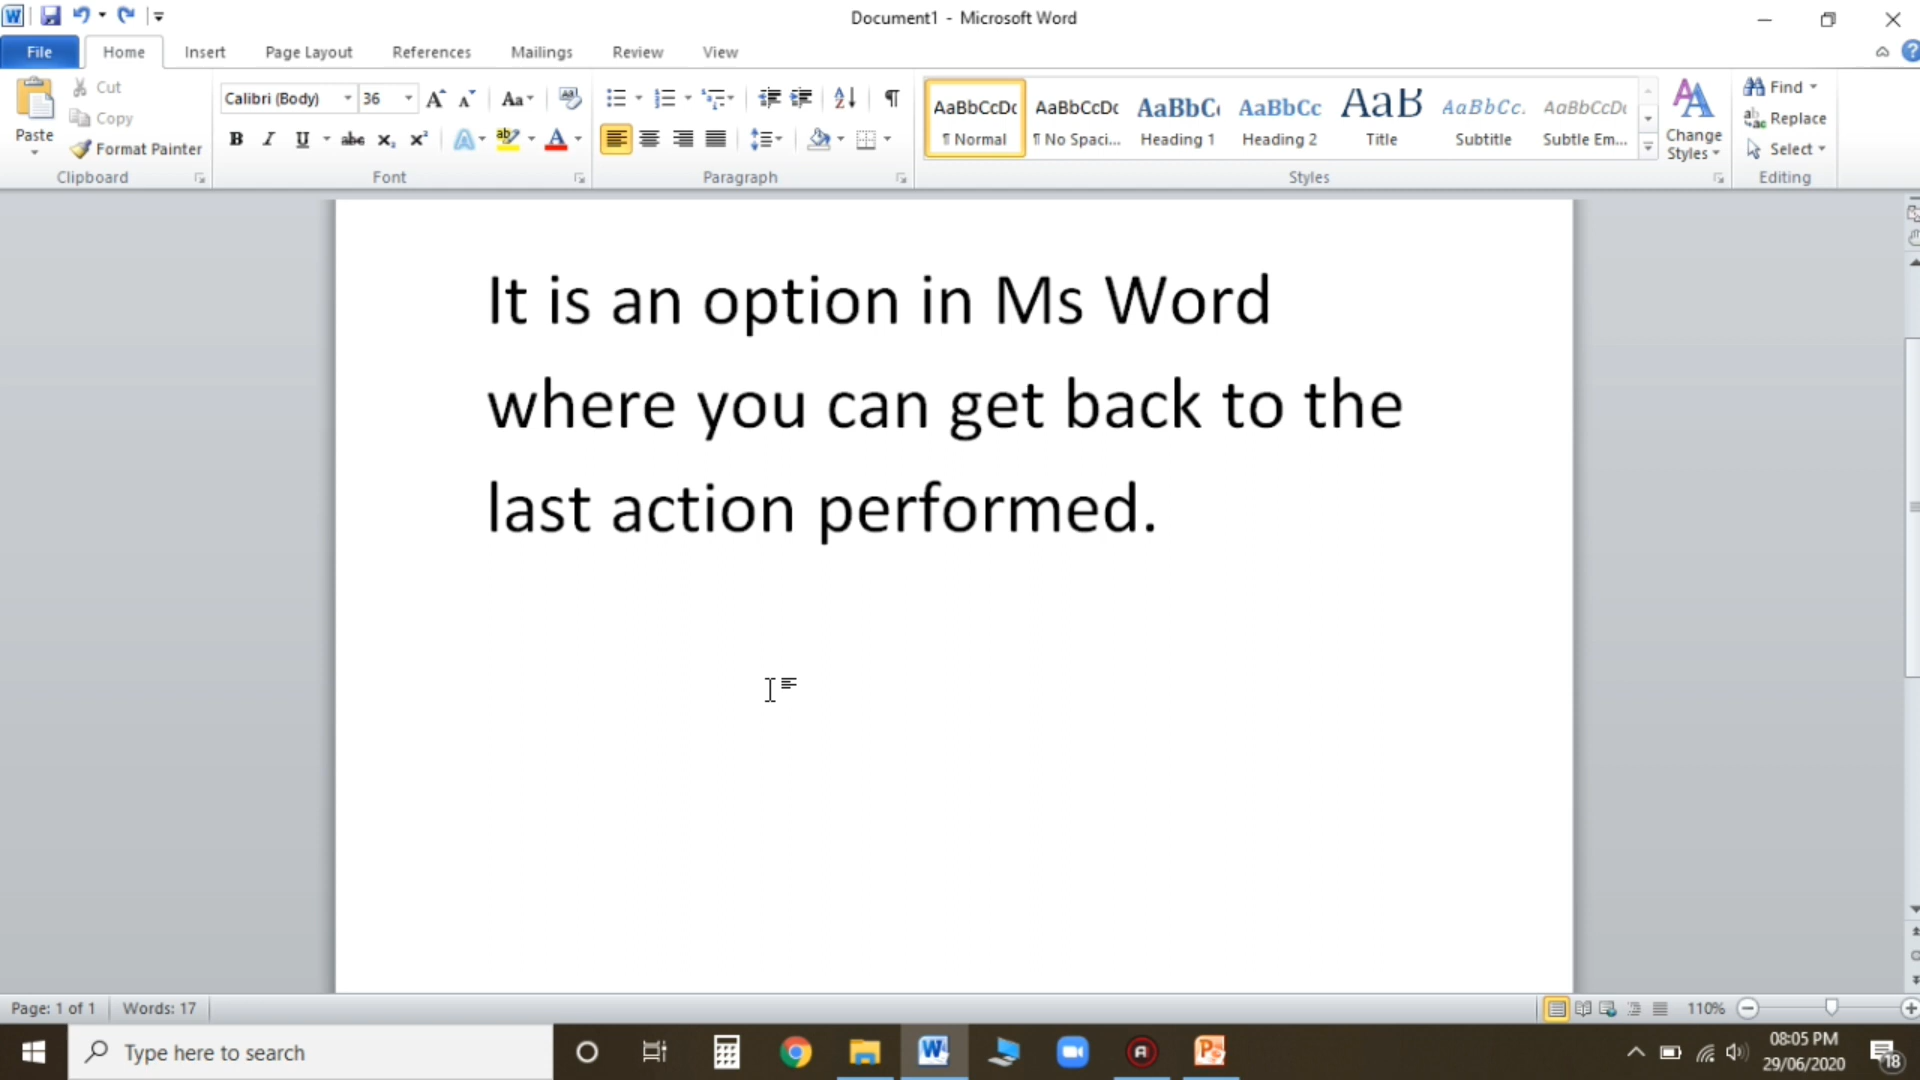 Document1 - Microsoft Word
File Home Insert Page Layout References Mailings Review View
Paste
Cut
Copy
Format Painter
Clipboard
Calibri (Body) 36
Font
Paragraph
AaBbCcDc AaBbCcDc AaBbC AaBbCc AaB AaBbCc. AaBbCcDc
¶ Normal ¶ No Spaci... Heading 1 Heading 2 Title Subtitle Subtle Em...
Change
Styles
Styles
Find
Replace
Select
Editing
It is an option in Ms Word
where you can get back to the
last action performed.
Page: 1 of 1 Words: 17
110%
Type here to search
08:05 PM
29/06/2020
18